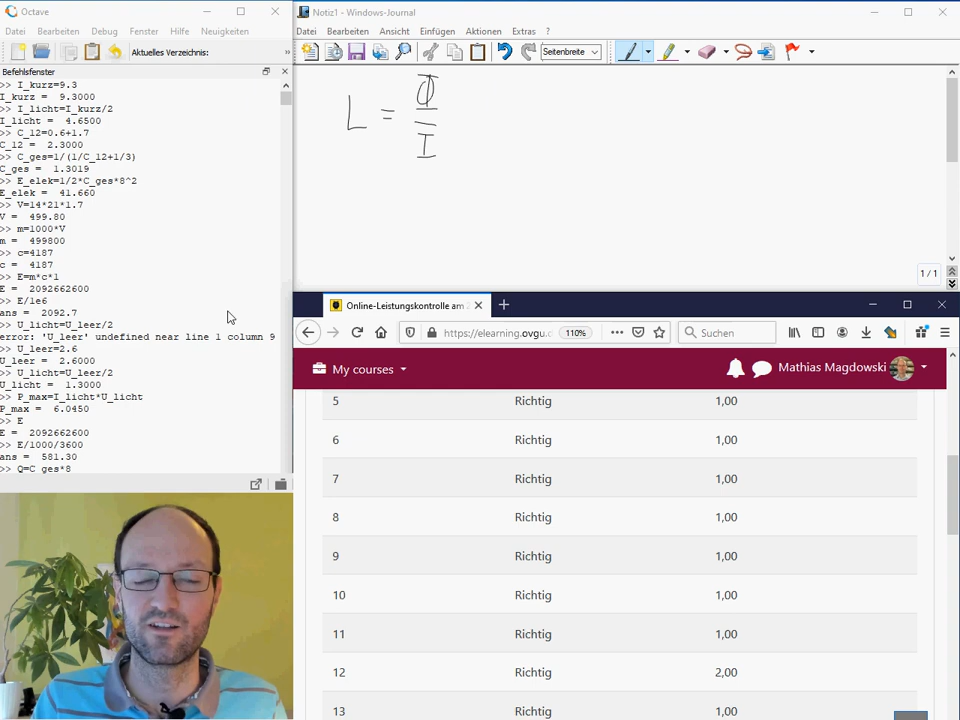 Octave
Datei Bearbeiten Debug Fenster Hilfe Neuigkeiten
Aktuelles Verzeichnis: »
Befehlsfenster
>> I_kurz=9.3
I_kurz = 9.3000
>> I_licht=I_kurz/2
I_licht = 4.6500
>> C_12=0.6+1.7
C_12 = 2.3000
>> C_ges=1/(1/C_12+1/3)
C_ges = 1.3019
>> E_elek=1/2*C_ges*8^2
E_elek = 41.660
>> V=14*21*1.7
V = 499.80
>> m=1000*V
m = 499800
>> c=4187
c = 4187
>> E=m*c*1
E = 2092662600
>> E/1e6
ans = 2092.7
>> U_licht=U_leer/2
error: 'U_leer' undefined near line 1 column 9
>> U_leer=2.6
U_leer = 2.6000
>> U_licht=U_leer/2
U_licht = 1.3000
>> P_max=I_licht*U_licht
P_max = 6.0450
>> E
E = 2092662600
>> E/1000/3600
ans = 581.30
>> Q=C_ges*8
Notiz1 - Windows-Journal
Datei Bearbeiten Ansicht Einfügen Aktionen Extras ?
Seitenbreite
L = Φ
I
1 / 1
Online-Leistungskontrolle am 2
https://elearning.ovgu.d 110% Suchen
My courses Mathias Magdowski
5 Richtig 1,00
6 Richtig 1,00
7 Richtig 1,00
8 Richtig 1,00
9 Richtig 1,00
10 Richtig 1,00
11 Richtig 1,00
12 Richtig 2,00
13 Richtig 1,00